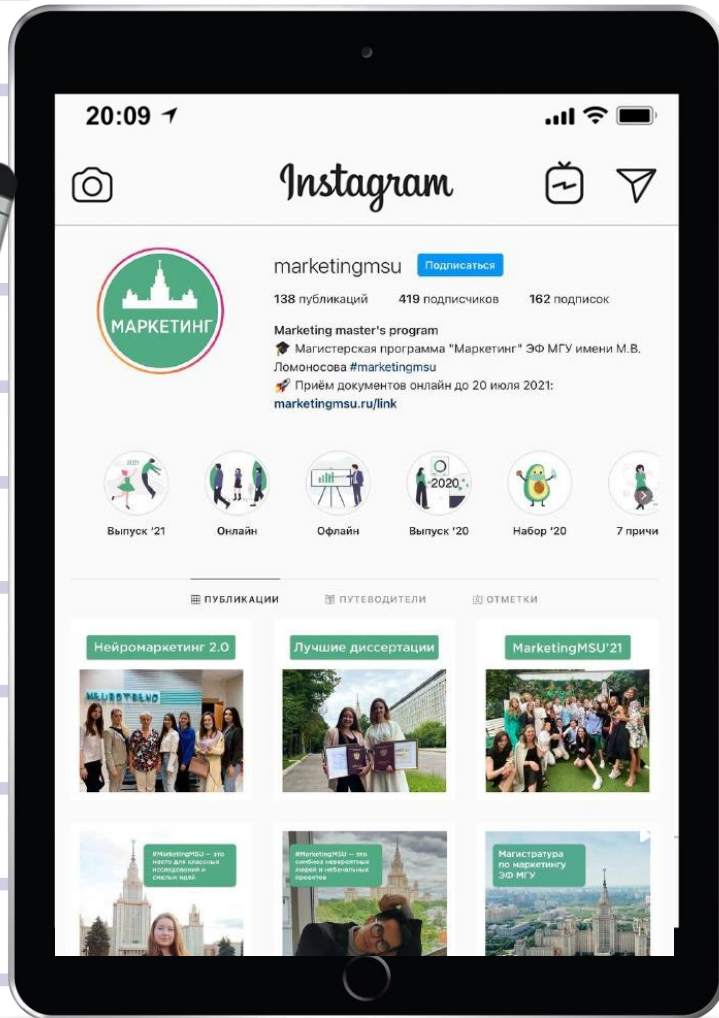 20:09
Instagram
МАРКЕТИНГ
marketingmsu Подписаться
138 публикаций 419 подписчиков 162 подписок
Marketing master's program
🎓 Магистерская программа "Маркетинг" ЭФ МГУ имени М.В.
Ломоносова #marketingmsu
🚀 Приём документов онлайн до 20 июля 2021:
marketingmsu.ru/link
2021
2020
Выпуск '21 Онлайн Офлайн Выпуск '20 Набор '20 7 причи
ПУБЛИКАЦИИ ПУТЕВОДИТЕЛИ ОТМЕТКИ
Нейромаркетинг 2.0 Лучшие диссертации MarketingMSU'21
NEUROTREND
#MarketingMSU — это
место для классных
исследований и
смелых идей
#MarketingMSU — это
симбиоз невероятных
людей и небанальных
проектов
Магистратура
по маркетингу
ЭФ МГУ